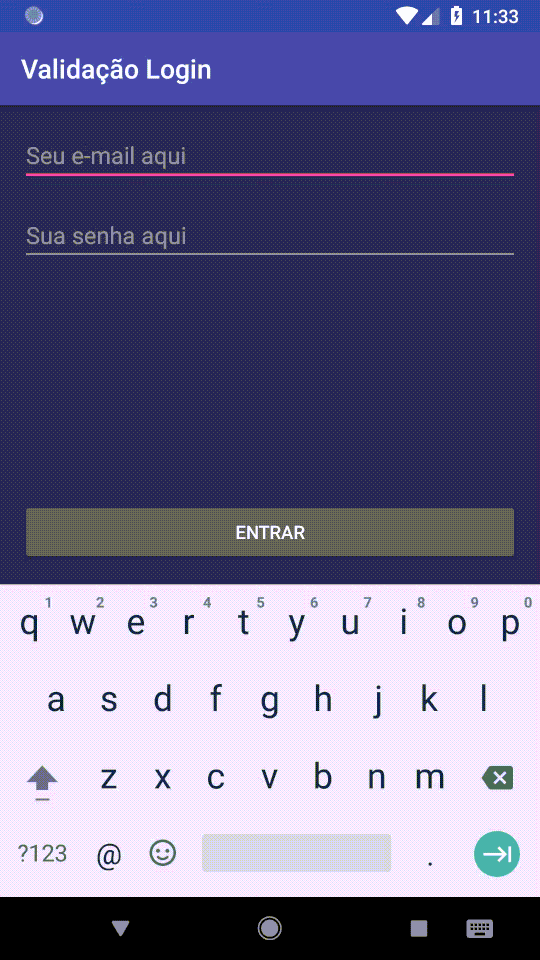 11:33
Validação Login
Seu e-mail aqui
Sua senha aqui
ENTRAR
1 2 3 4 5 6 7 8 9 0
q w e r t y u i o p
a s d f g h j k l
z x c v b n m
?123 @ .